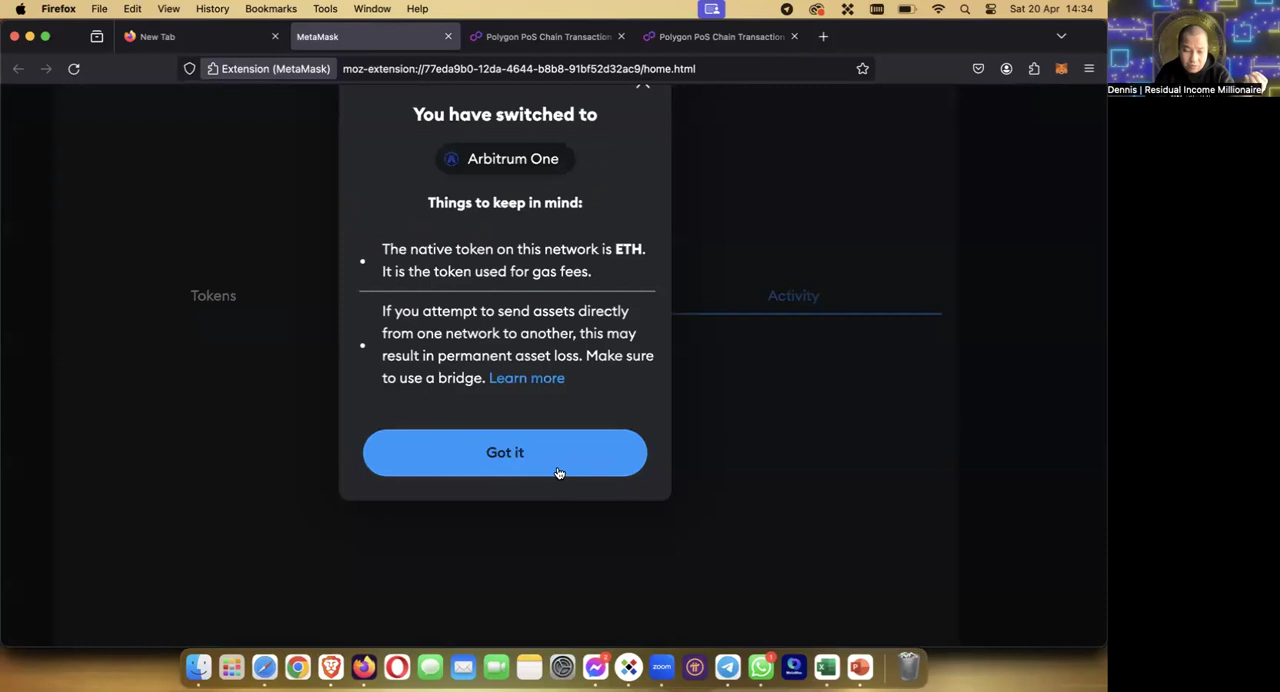 Firefox File Edit View History Bookmarks Tools Window Help Sat 20 Apr 14:34
New Tab
MetaMask
Polygon PoS Chain Transaction
Polygon PoS Chain Transaction
Extension (MetaMask) moz-extension://77eda9b0-12da-4644-b8b8-91bf52d32ac9/home.html
Dennis | Residual Income Millionaire
You have switched to
Arbitrum One
Things to keep in mind:
• The native token on this network is ETH.
It is the token used for gas fees.
• If you attempt to send assets directly
from one network to another, this may
result in permanent asset loss. Make sure
to use a bridge. Learn more
Got it
Tokens
Activity
zoom